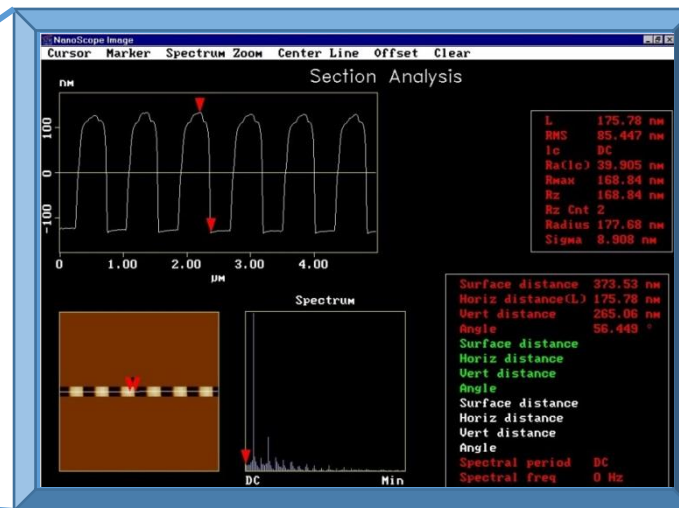 NanoScope Image
Cursor Marker Spectrum Zoom Center Line Offset Clear
Section Analysis
nM
100
0
-100
0 1.00 2.00 3.00 4.00
µM
L 175.78 nM
RMS 85.447 nM
lc DC
Ra(lc) 39.905 nM
Rmax 168.84 nM
Rz 168.84 nM
Rz Cnt 2
Radius 177.68 nM
Sigma 8.908 nM
Spectrum
DC Min
Surface distance 373.53 nM
Horiz distance(L) 175.78 nM
Vert distance 265.06 nM
Angle 56.449 °
Surface distance
Horiz distance
Vert distance
Angle
Surface distance
Horiz distance
Vert distance
Angle
Spectral period DC
Spectral freq 0 Hz